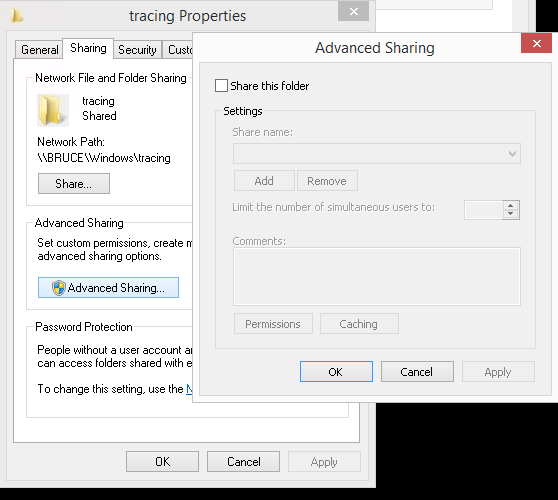 tracing Properties
General Sharing Security Custo
Network File and Folder Sharing
tracing
Shared
Network Path:
\\BRUCE\Windows\tracing
Share...
Advanced Sharing
Set custom permissions, create m
advanced sharing options.
Advanced Sharing...
Password Protection
People without a user account an
can access folders shared with e
To change this setting, use the N
OK Cancel Apply
Advanced Sharing
Share this folder
Settings
Share name:
Add Remove
Limit the number of simultaneous users to:
Comments:
Permissions Caching
OK Cancel Apply